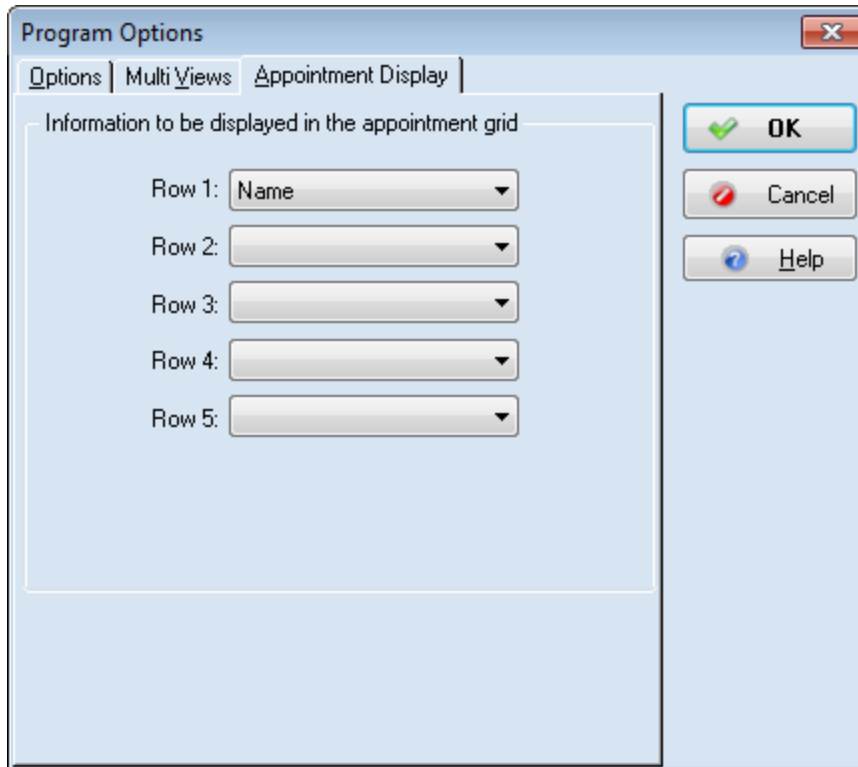 Program Options
Options Multi Views Appointment Display
Information to be displayed in the appointment grid
Row 1: Name
Row 2:
Row 3:
Row 4:
Row 5:
OK
Cancel
Help